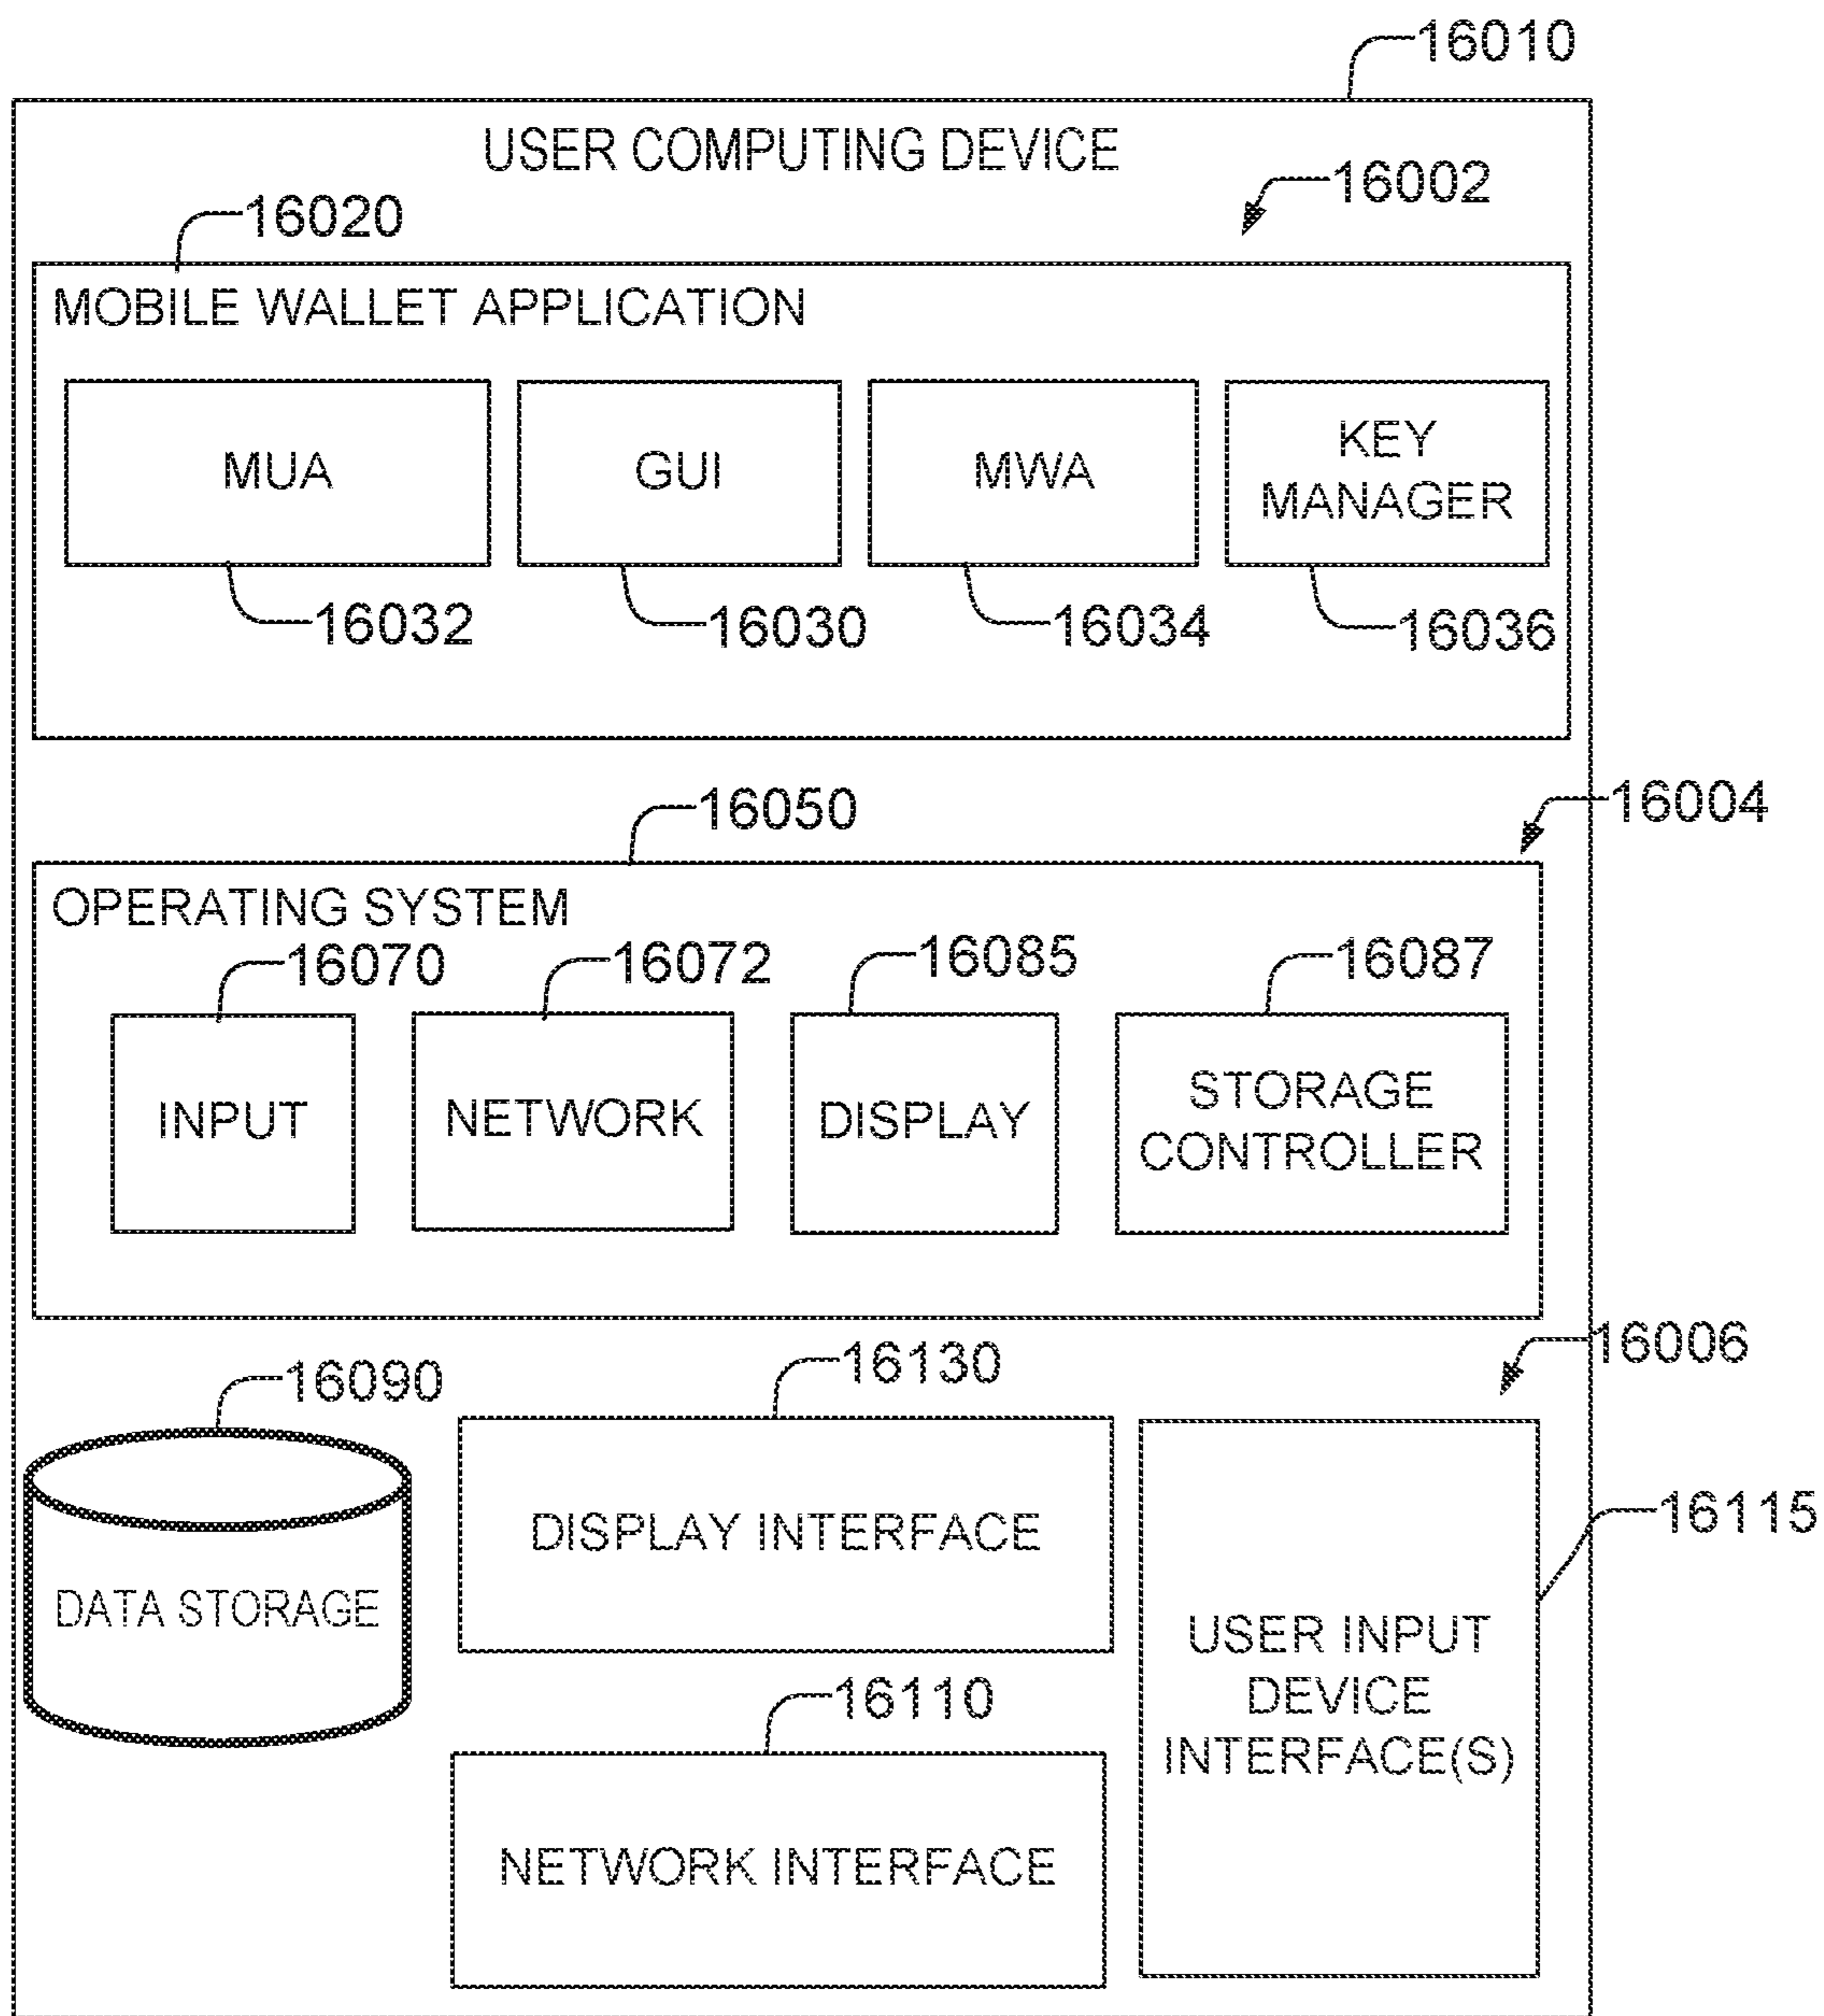 16010
USER COMPUTING DEVICE
16002
16020
MOBILE WALLET APPLICATION
MUA
GUI
MWA
KEY
MANAGER
16032
16030
16034
16036
16050
16004
OPERATING SYSTEM
16070
16072
16085
16087
INPUT
NETWORK
DISPLAY
STORAGE
CONTROLLER
16006
16090
16130
DATA STORAGE
DISPLAY INTERFACE
16115
USER INPUT
DEVICE
INTERFACE(S)
16110
NETWORK INTERFACE